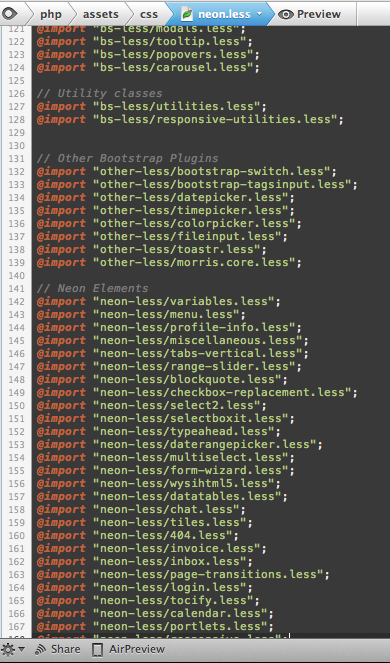 php assets css neon.less Preview
121 @import "bs-less/modals.less";
122 @import "bs-less/tooltip.less";
123 @import "bs-less/popovers.less";
124 @import "bs-less/carousel.less";
125
126 // Utility classes
127 @import "bs-less/utilities.less";
128 @import "bs-less/responsive-utilities.less";
129
130
131 // Other Bootstrap Plugins
132 @import "other-less/bootstrap-switch.less";
133 @import "other-less/bootstrap-tagsinput.less";
134 @import "other-less/datepicker.less";
135 @import "other-less/timepicker.less";
136 @import "other-less/colorpicker.less";
137 @import "other-less/fileinput.less";
138 @import "other-less/toastr.less";
139 @import "other-less/morris.core.less";
140
141 // Neon Elements
142 @import "neon-less/variables.less";
143 @import "neon-less/menu.less";
144 @import "neon-less/profile-info.less";
145 @import "neon-less/miscellaneous.less";
146 @import "neon-less/tabs-vertical.less";
147 @import "neon-less/range-slider.less";
148 @import "neon-less/blockquote.less";
149 @import "neon-less/checkbox-replacement.less";
150 @import "neon-less/select2.less";
151 @import "neon-less/selectboxit.less";
152 @import "neon-less/typeahead.less";
153 @import "neon-less/daterangepicker.less";
154 @import "neon-less/multiselect.less";
155 @import "neon-less/form-wizard.less";
156 @import "neon-less/wysihtml5.less";
157 @import "neon-less/datatables.less";
158 @import "neon-less/chat.less";
159 @import "neon-less/tiles.less";
160 @import "neon-less/404.less";
161 @import "neon-less/invoice.less";
162 @import "neon-less/inbox.less";
163 @import "neon-less/page-transitions.less";
164 @import "neon-less/login.less";
165 @import "neon-less/tocify.less";
166 @import "neon-less/calendar.less";
167 @import "neon-less/portlets.less";
168 @import
Share AirPreview